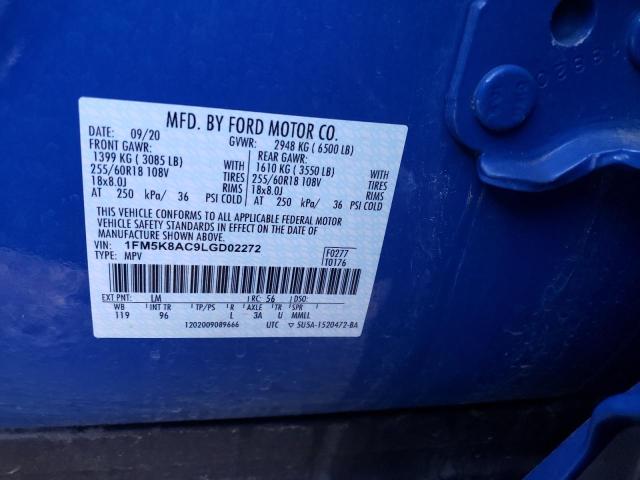 MFD. BY FORD MOTOR CO.
DATE: 09/20 GVWR: 2948 KG ( 6500 LB)
FRONT GAWR: REAR GAWR:
1399 KG ( 3085 LB) WITH 1610 KG ( 3550 LB) WITH
255/60R18 108V TIRES 255/60R18 108V TIRES
18x8.0J RIMS 18x8.0J RIMS
AT 250 kPa/ 36 PSI COLD AT 250 kPa/ 36 PSI COLD
THIS VEHICLE CONFORMS TO ALL APPLICABLE FEDERAL MOTOR
VEHICLE SAFETY STANDARDS IN EFFECT ON THE DATE OF
MANUFACTURE SHOWN ABOVE.
VIN: 1FM5K8AC9LGD02272
TYPE: MPV
F0277
T0176
EXT PNT: LM RC: 56 DSO:
WB INT TR TP/PS R AXLE TR SPR
119 96 L 3A U MMLL
1202009089666 UTC ▽ 5U5A-1520472-BA